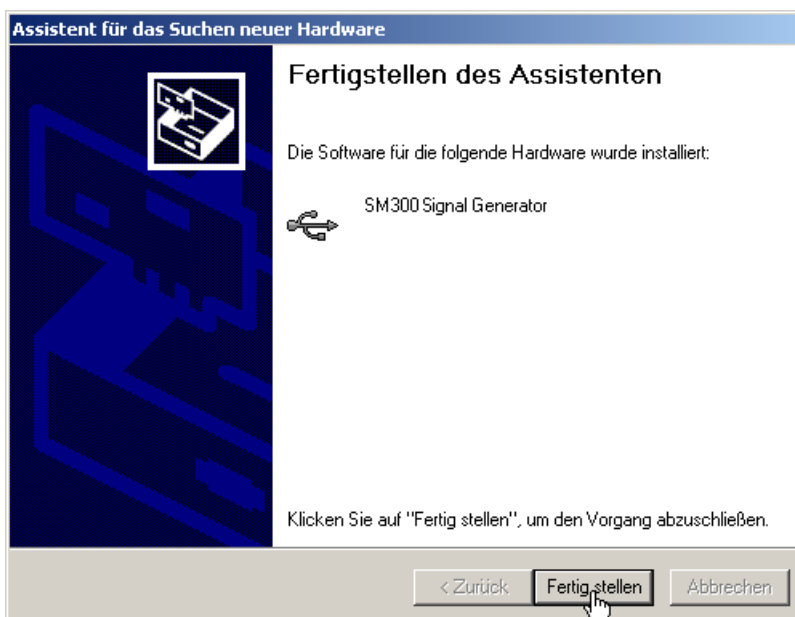 Assistent für das Suchen neuer Hardware
Fertigstellen des Assistenten
Die Software für die folgende Hardware wurde installiert:
SM300 Signal Generator
Klicken Sie auf "Fertig stellen", um den Vorgang abzuschließen.
< Zurück
Fertig stellen
Abbrechen